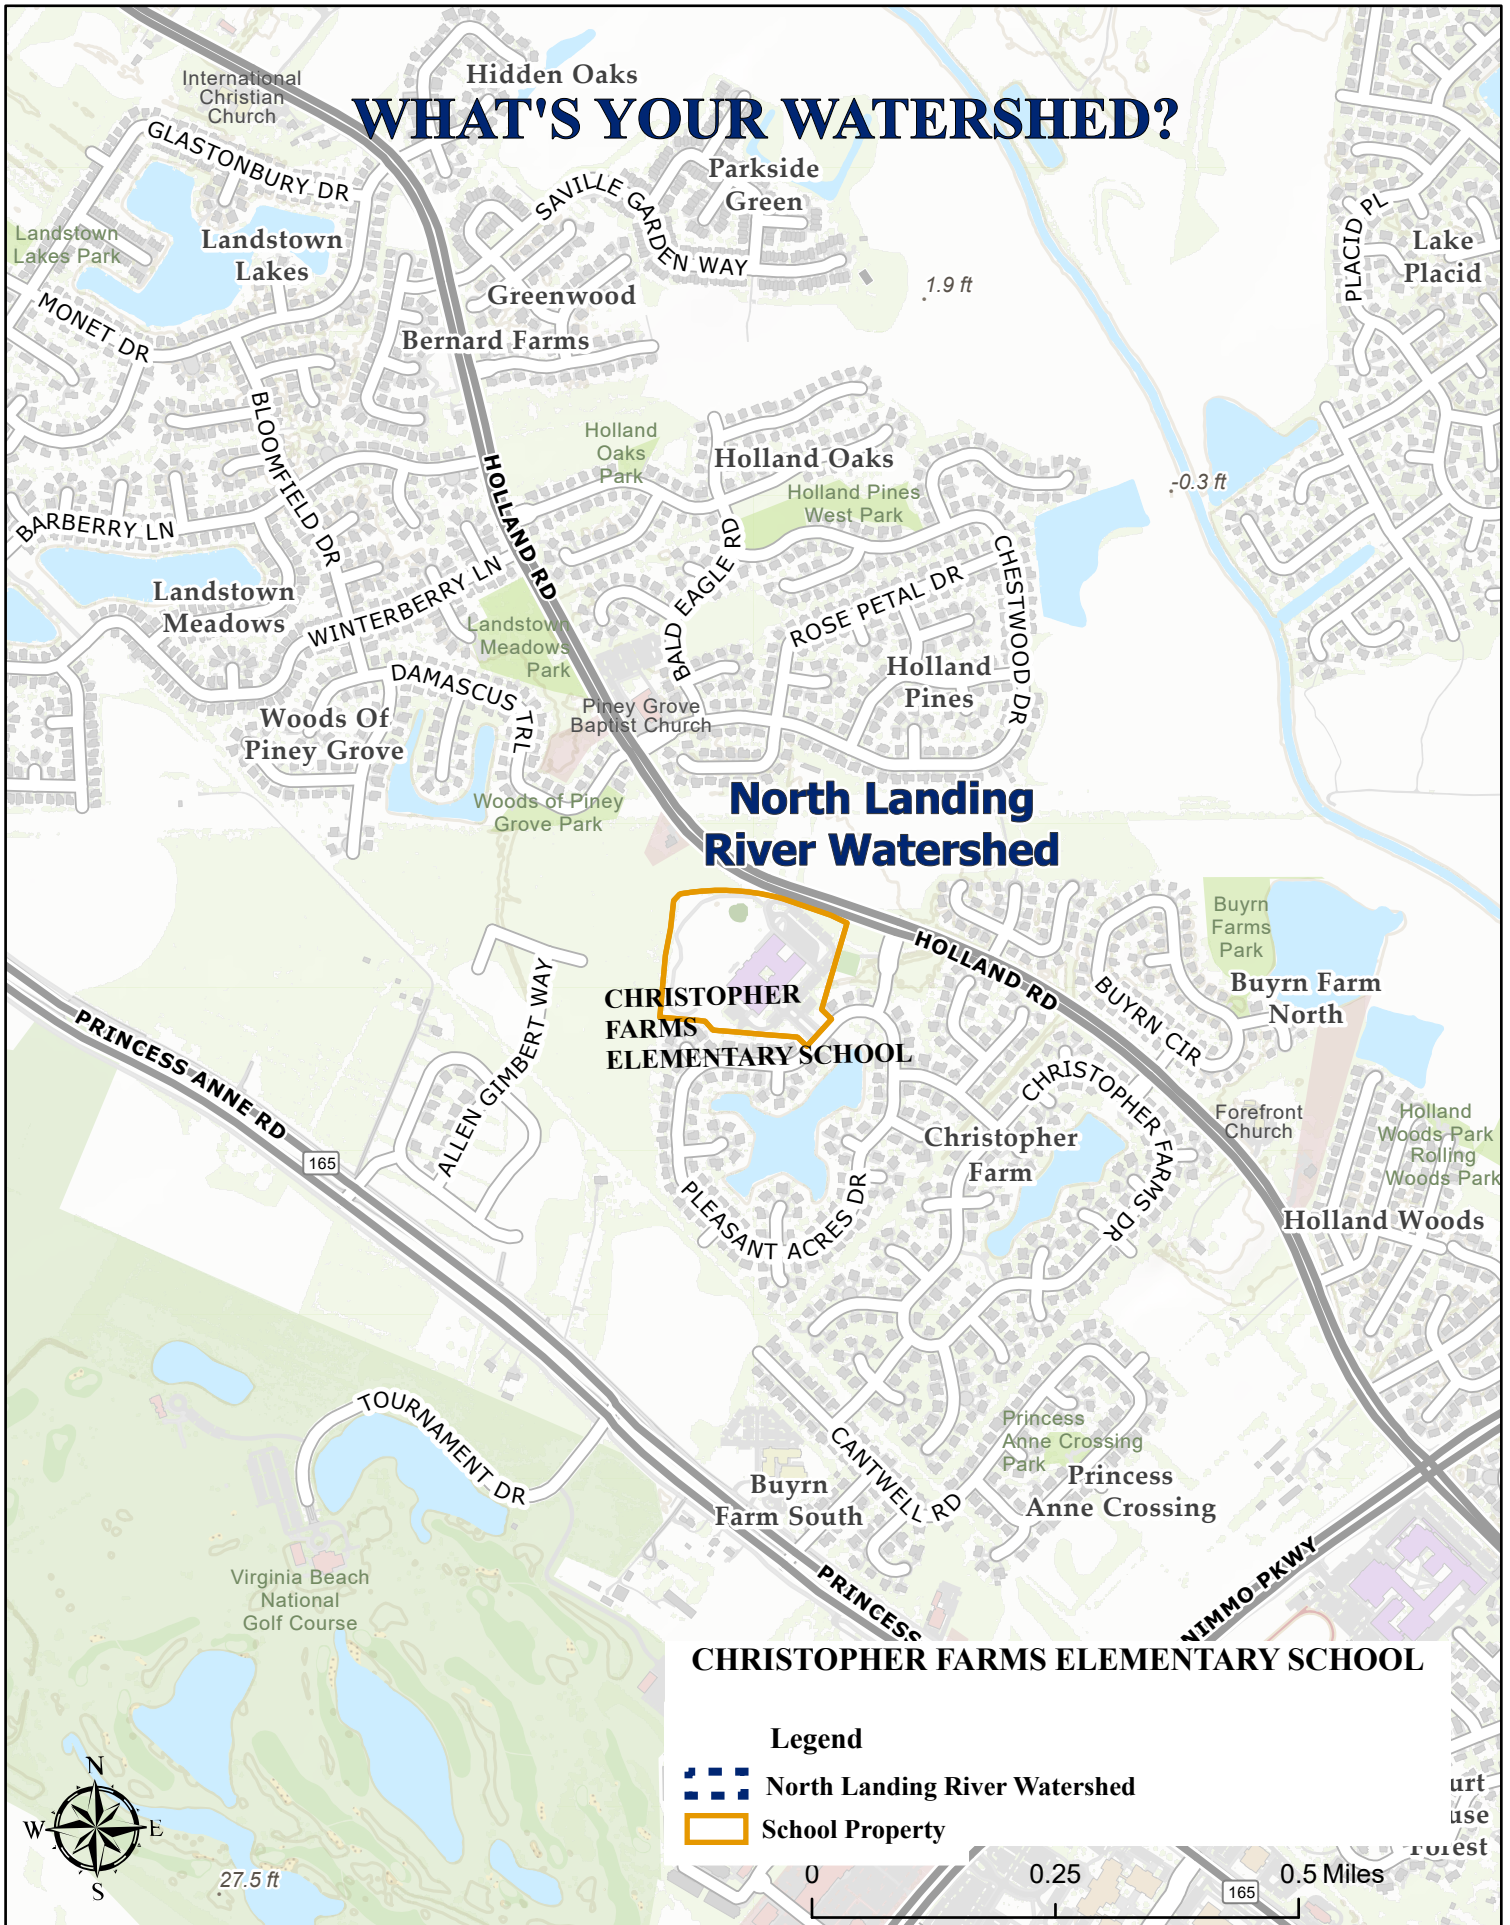 Hidden Oaks
International
Christian
Church
WHAT'S YOUR WATERSHED?
GLASTONBURY DR
Parkside
Green
SAVILLE GARDEN WAY
PLACID PL
Landstown
Lakes Park
Landstown
Lakes
Lake
Placid
1.9 ft
Greenwood
MONET DR
Bernard Farms
BLOOMFIELD DR
Holland
Oaks
Park
Holland Oaks
HOLLAND RD
-0.3 ft
Holland Pines
West Park
BARBERRY LN
BALD EAGLE RD
CHESTWOOD DR
Landstown
Meadows
WINTERBERRY LN
ROSE PETAL DR
Landstown
Meadows
Park
Holland
Pines
DAMASCUS TRL
Piney Grove
Baptist Church
Woods Of
Piney Grove
North Landing
River Watershed
Woods of Piney
Grove Park
Buyrn
Farms
Park
HOLLAND RD
ALLEN GIMBERT WAY
BUYRN CIR
Buyrn Farm
North
CHRISTOPHER
FARMS
ELEMENTARY SCHOOL
PRINCESS ANNE RD
CHRISTOPHER FARMS DR
Forefront
Church
Holland
Woods Park
Rolling
Woods Park
Christopher
Farm
165
PLEASANT ACRES DR
Holland Woods
TOURNAMENT DR
Princess
Anne Crossing
Park
CANTWELL RD
Buyrn
Farm South
Princess
Anne Crossing
NIMMO PKWY
Virginia Beach
National
Golf Course
PRINCESS
CHRISTOPHER FARMS ELEMENTARY SCHOOL
Legend
North Landing River Watershed
School Property
N
W
E
S
urt
use
Forest
27.5 ft
0
0.25
0.5 Miles
165